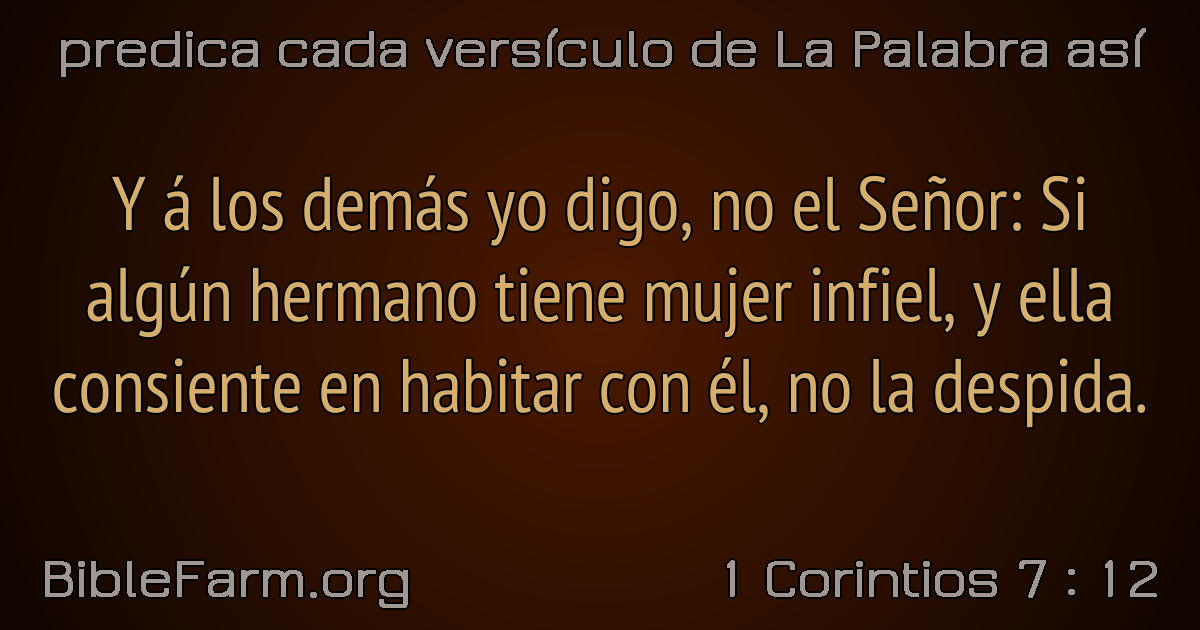 predica cada versículo de La Palabra así
Y á los demás yo digo, no el Señor: Si
algún hermano tiene mujer infiel, y ella
consiente en habitar con él, no la despida.
BibleFarm.org
1 Corintios 7 : 12